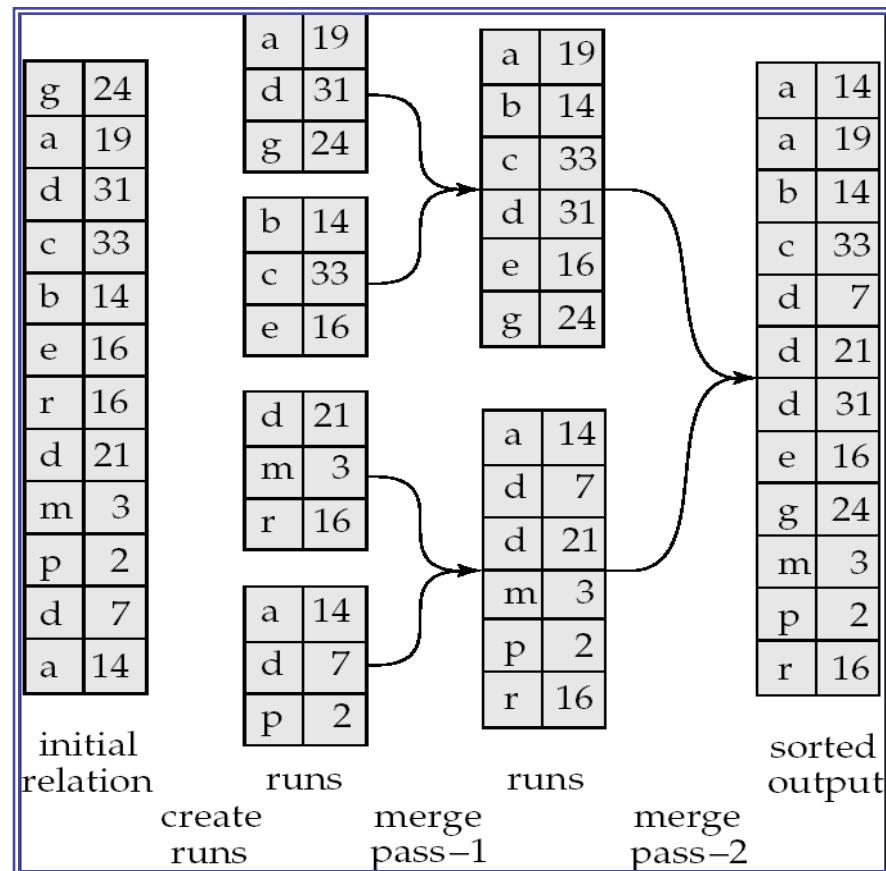 g 24
a 19
d 31
c 33
b 14
e 16
r 16
d 21
m 3
p 2
d 7
a 14
initial
relation
create
runs
a 19
d 31
g 24
b 14
c 33
e 16
d 21
m 3
r 16
a 14
d 7
p 2
runs
merge
pass–1
a 19
b 14
c 33
d 31
e 16
g 24
a 14
d 7
d 21
m 3
p 2
r 16
runs
merge
pass–2
a 14
a 19
b 14
c 33
d 7
d 21
d 31
e 16
g 24
m 3
p 2
r 16
sorted
output